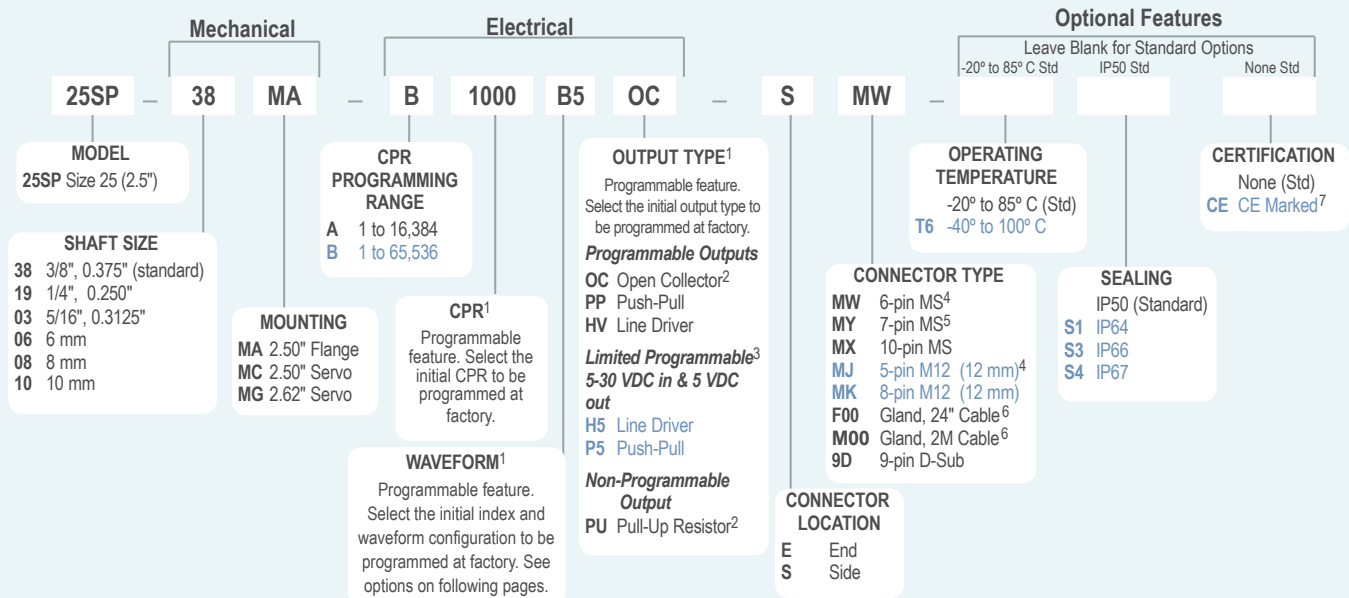 Mechanical
Electrical
Optional Features
Leave Blank for Standard Options
-20º to 85º C Std
IP50 Std
None Std
25SP – 38 MA – B 1000 B5 OC – S MW –
MODEL
25SP Size 25 (2.5")
SHAFT SIZE
38 3/8", 0.375" (standard)
19 1/4", 0.250"
03 5/16", 0.3125"
06 6 mm
08 8 mm
10 10 mm
MOUNTING
MA 2.50" Flange
MC 2.50" Servo
MG 2.62" Servo
CPR
PROGRAMMING
RANGE
A 1 to 16,384
B 1 to 65,536
CPR1
Programmable
feature. Select the
initial CPR to be
programmed at
factory.
WAVEFORM1
Programmable feature.
Select the initial index and
waveform configuration to be
programmed at factory. See
options on following pages.
OUTPUT TYPE1
Programmable feature.
Select the initial output type to
be programmed at factory.
Programmable Outputs
OC Open Collector2
PP Push-Pull
HV Line Driver
Limited Programmable3
5-30 VDC in & 5 VDC
out
H5 Line Driver
P5 Push-Pull
Non-Programmable
Output
PU Pull-Up Resistor2
CONNECTOR
LOCATION
E End
S Side
CONNECTOR TYPE
MW 6-pin MS4
MY 7-pin MS5
MX 10-pin MS
MJ 5-pin M12 (12 mm)4
MK 8-pin M12 (12 mm)
F00 Gland, 24" Cable6
M00 Gland, 2M Cable6
9D 9-pin D-Sub
OPERATING
TEMPERATURE
-20º to 85º C (Std)
T6 -40º to 100º C
SEALING
IP50 (Standard)
S1 IP64
S3 IP66
S4 IP67
CERTIFICATION
None (Std)
CE CE Marked7